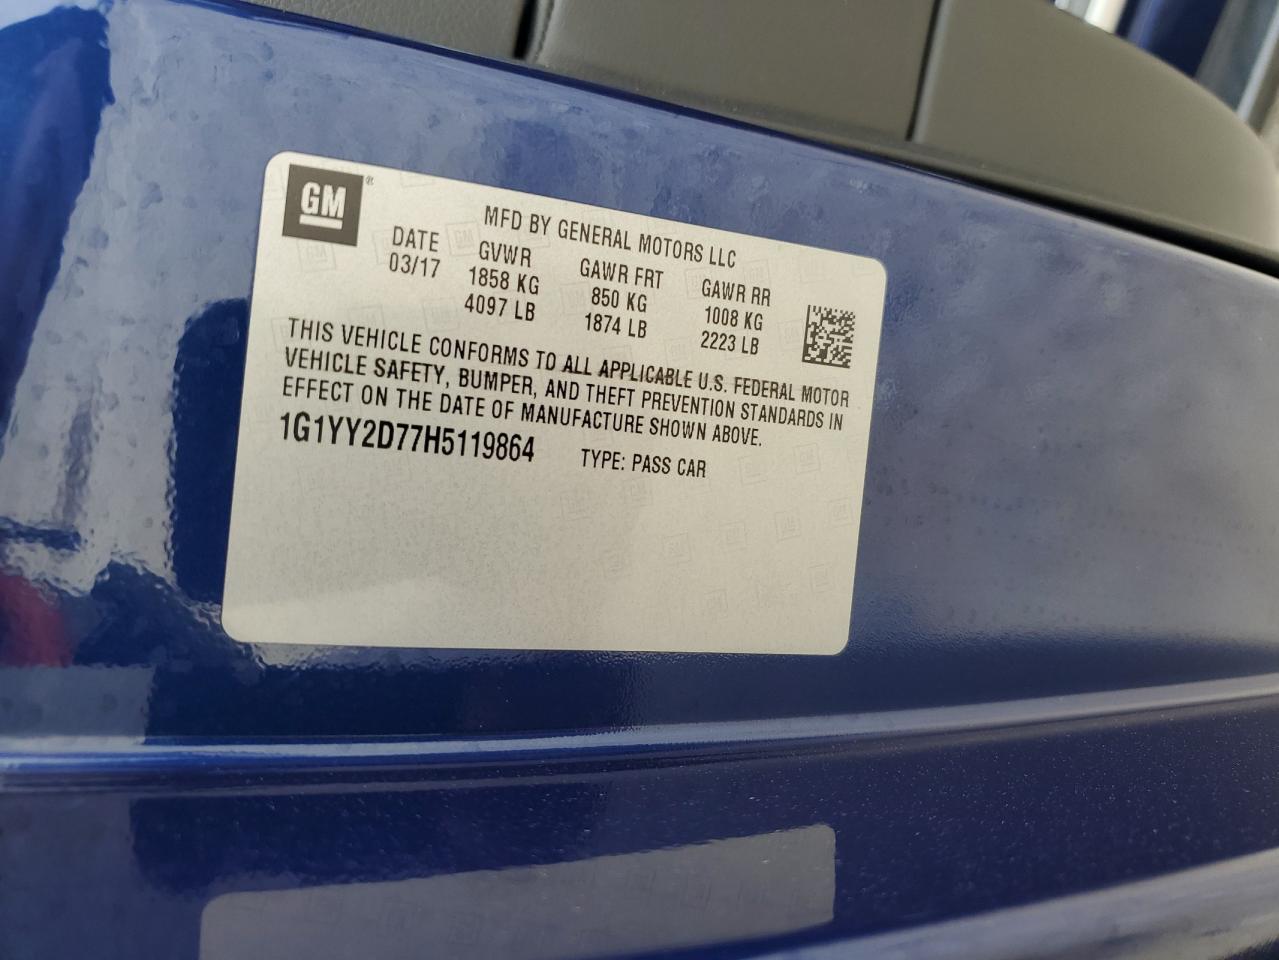 GM ®
MFD BY GENERAL MOTORS LLC
DATE GVWR GAWR FRT GAWR RR
03/17 1858 KG 850 KG 1008 KG
4097 LB 1874 LB 2223 LB
THIS VEHICLE CONFORMS TO ALL APPLICABLE U.S. FEDERAL MOTOR
VEHICLE SAFETY, BUMPER, AND THEFT PREVENTION STANDARDS IN
EFFECT ON THE DATE OF MANUFACTURE SHOWN ABOVE.
1G1YY2D77H5119864 TYPE: PASS CAR